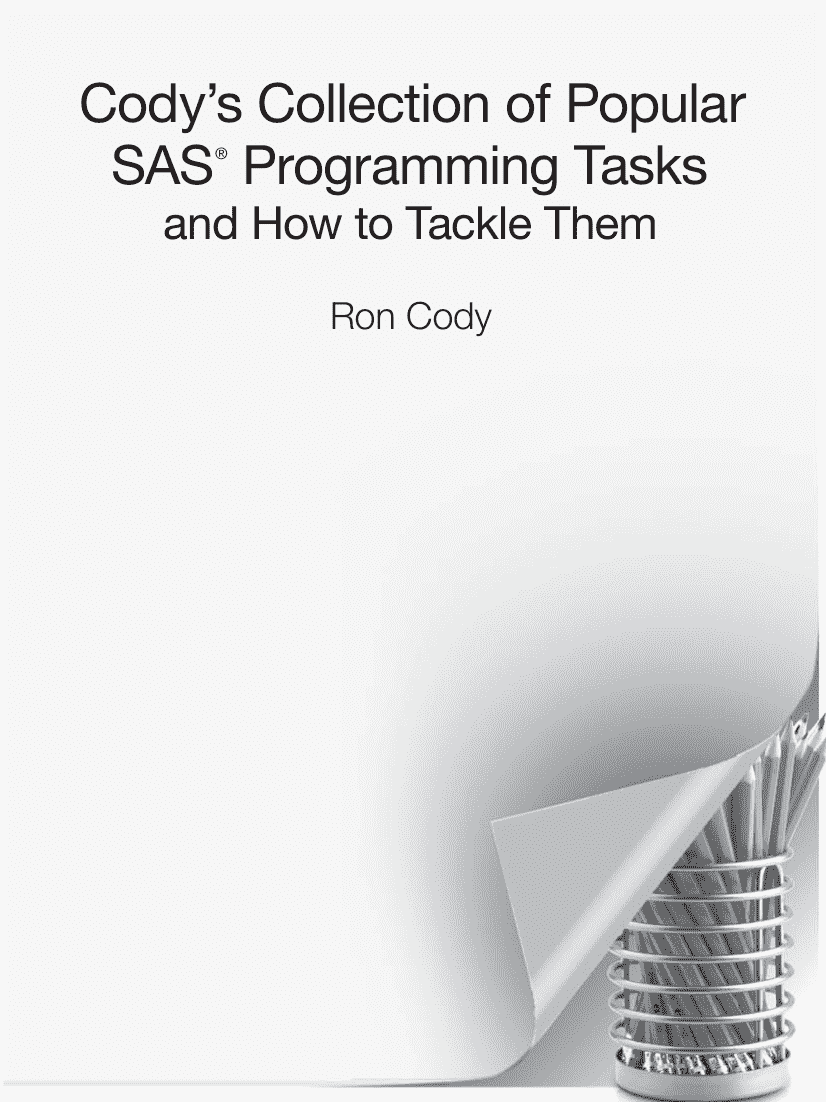 Cody’s Collection of Popular
SAS® Programming Tasks
and How to Tackle Them
Ron Cody